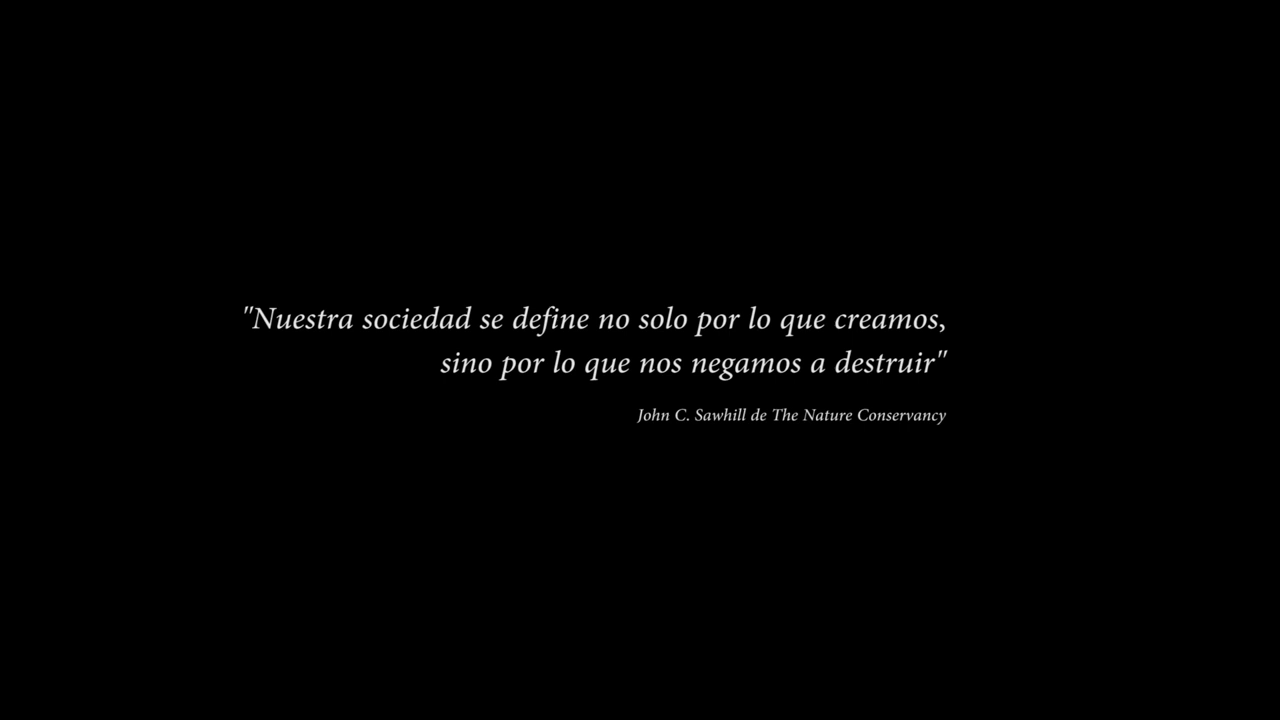 "Nuestra sociedad se define no solo por lo que creamos,
sino por lo que nos negamos a destruir"
John C. Sawhill de The Nature Conservancy